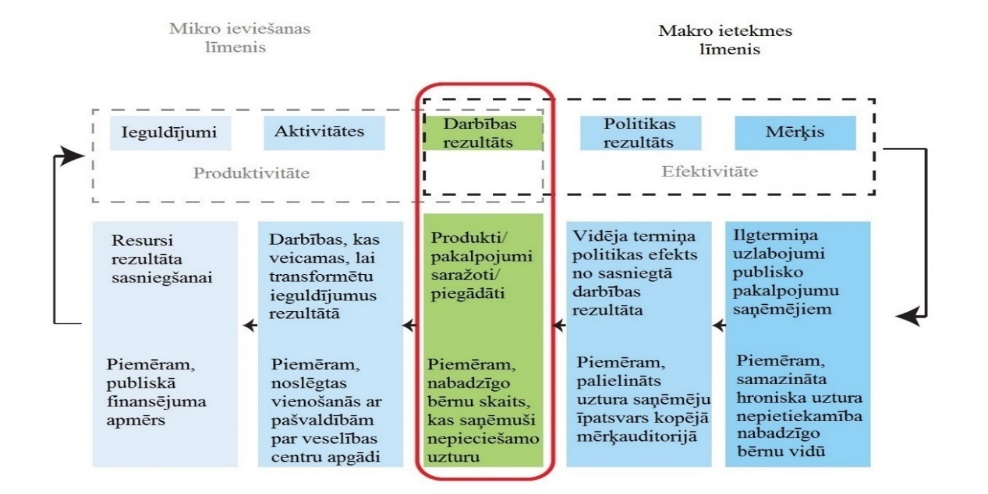 Mikro ieviešanas
līmenis
Makro ietekmes
līmenis
Ieguldījumi
Aktivitātes
Darbības
rezultāts
Politikas
rezultāts
Mērķis
Produktivitāte
Efektivitāte
Resursi
rezultāta
sasniegšanai
Piemēram,
publiskā
finansējuma
apmērs
Darbības, kas
veicamas, lai
transformētu
ieguldījumus
rezultātā
Piemēram,
noslēgtas
vienošanās ar
pašvaldībām
par veselības
centru apgādi
Produkti/
pakalpojumi
saražoti/
piegādāti
Piemēram,
nabadzīgo
bērnu skaits,
kas saņēmuši
nepieciešamo
uzturu
Vidēja termiņa
politikas efekts
no sasniegtā
darbības
rezultāta
Piemēram,
palielināts
uztura saņēmēju
īpatsvars kopējā
mērķauditorijā
Ilgtermiņa
uzlabojumi
publisko
pakalpojumu
saņēmējiem
Piemēram,
samazināta
hroniska uztura
nepietiekamība
nabadzīgo
bērnu vidū